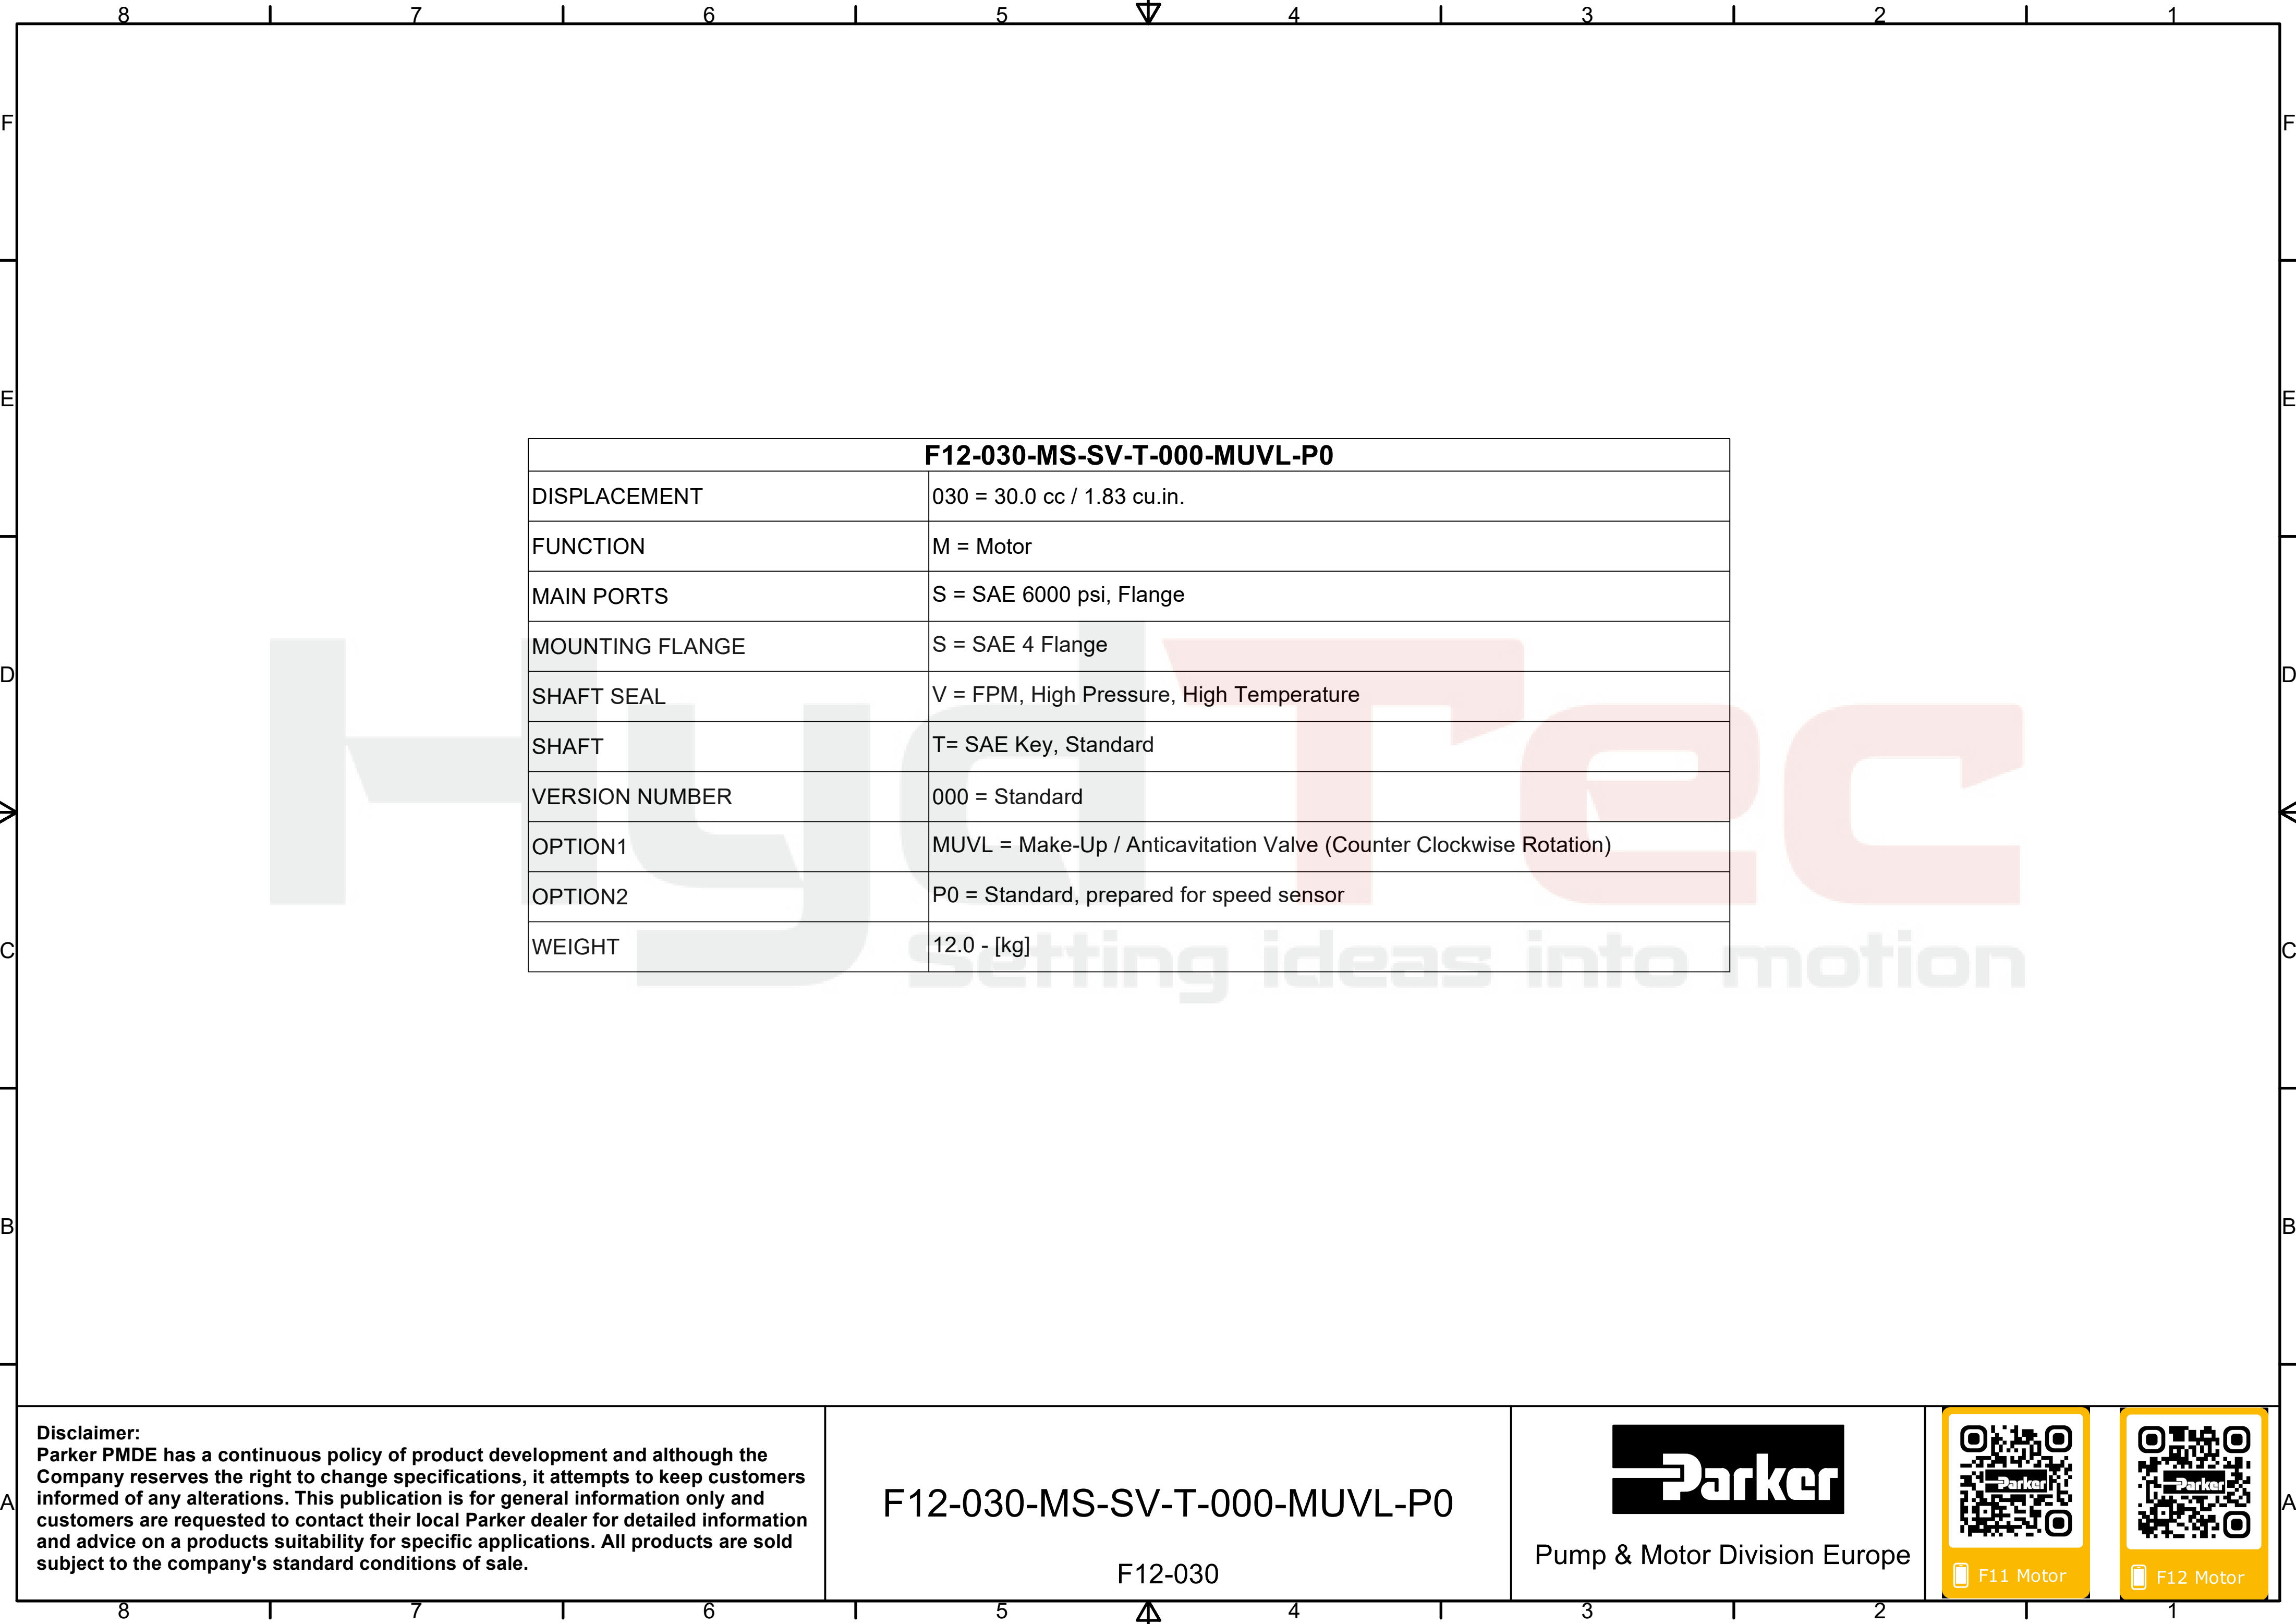 8 7 6 5 4 3 2 1
F F
E E
F12-030-MS-SV-T-000-MUVL-P0
DISPLACEMENT 030 = 30.0 cc / 1.83 cu.in.
FUNCTION M = Motor
MAIN PORTS S = SAE 6000 psi, Flange
MOUNTING FLANGE S = SAE 4 Flange
D D
SHAFT SEAL V = FPM, High Pressure, High Temperature
SHAFT T= SAE Key, Standard
VERSION NUMBER 000 = Standard
OPTION1 MUVL = Make-Up / Anticavitation Valve (Counter Clockwise Rotation)
OPTION2 P0 = Standard, prepared for speed sensor
WEIGHT 12.0 - [kg]
HydTec
Setting ideas into motion
C C
B B
A A
Disclaimer:
Parker PMDE has a continuous policy of product development and although the
Company reserves the right to change specifications, it attempts to keep customers
informed of any alterations. This publication is for general information only and
customers are requested to contact their local Parker dealer for detailed information
and advice on a products suitability for specific applications. All products are sold
subject to the company's standard conditions of sale.
F12-030-MS-SV-T-000-MUVL-P0
F12-030
Parker
Pump & Motor Division Europe
Parker
F11 Motor
Parker
F12 Motor
8 7 6 5 4 3 2 1